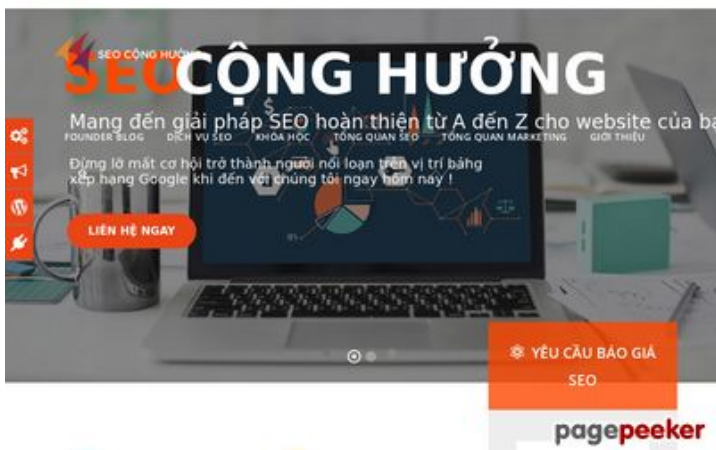 SEO CỘNG HƯỞNG
SEO CỘNG HƯỞNG
Mang đến giải pháp SEO hoàn thiện từ A đến Z cho website của
FOUNDER BLOG DỊCH VỤ SEO KHÓA HỌC TỔNG QUAN SEO TỔNG QUAN MARKETING GIỚI THIỆU
Đừng lỡ mất cơ hội trở thành người nổi loạn trên vị trí bảng
xếp hạng Google khi đến với chúng tôi ngay hôm nay !
LIÊN HỆ NGAY
YÊU CẦU BÁO GIÁ
SEO
pagepeeker